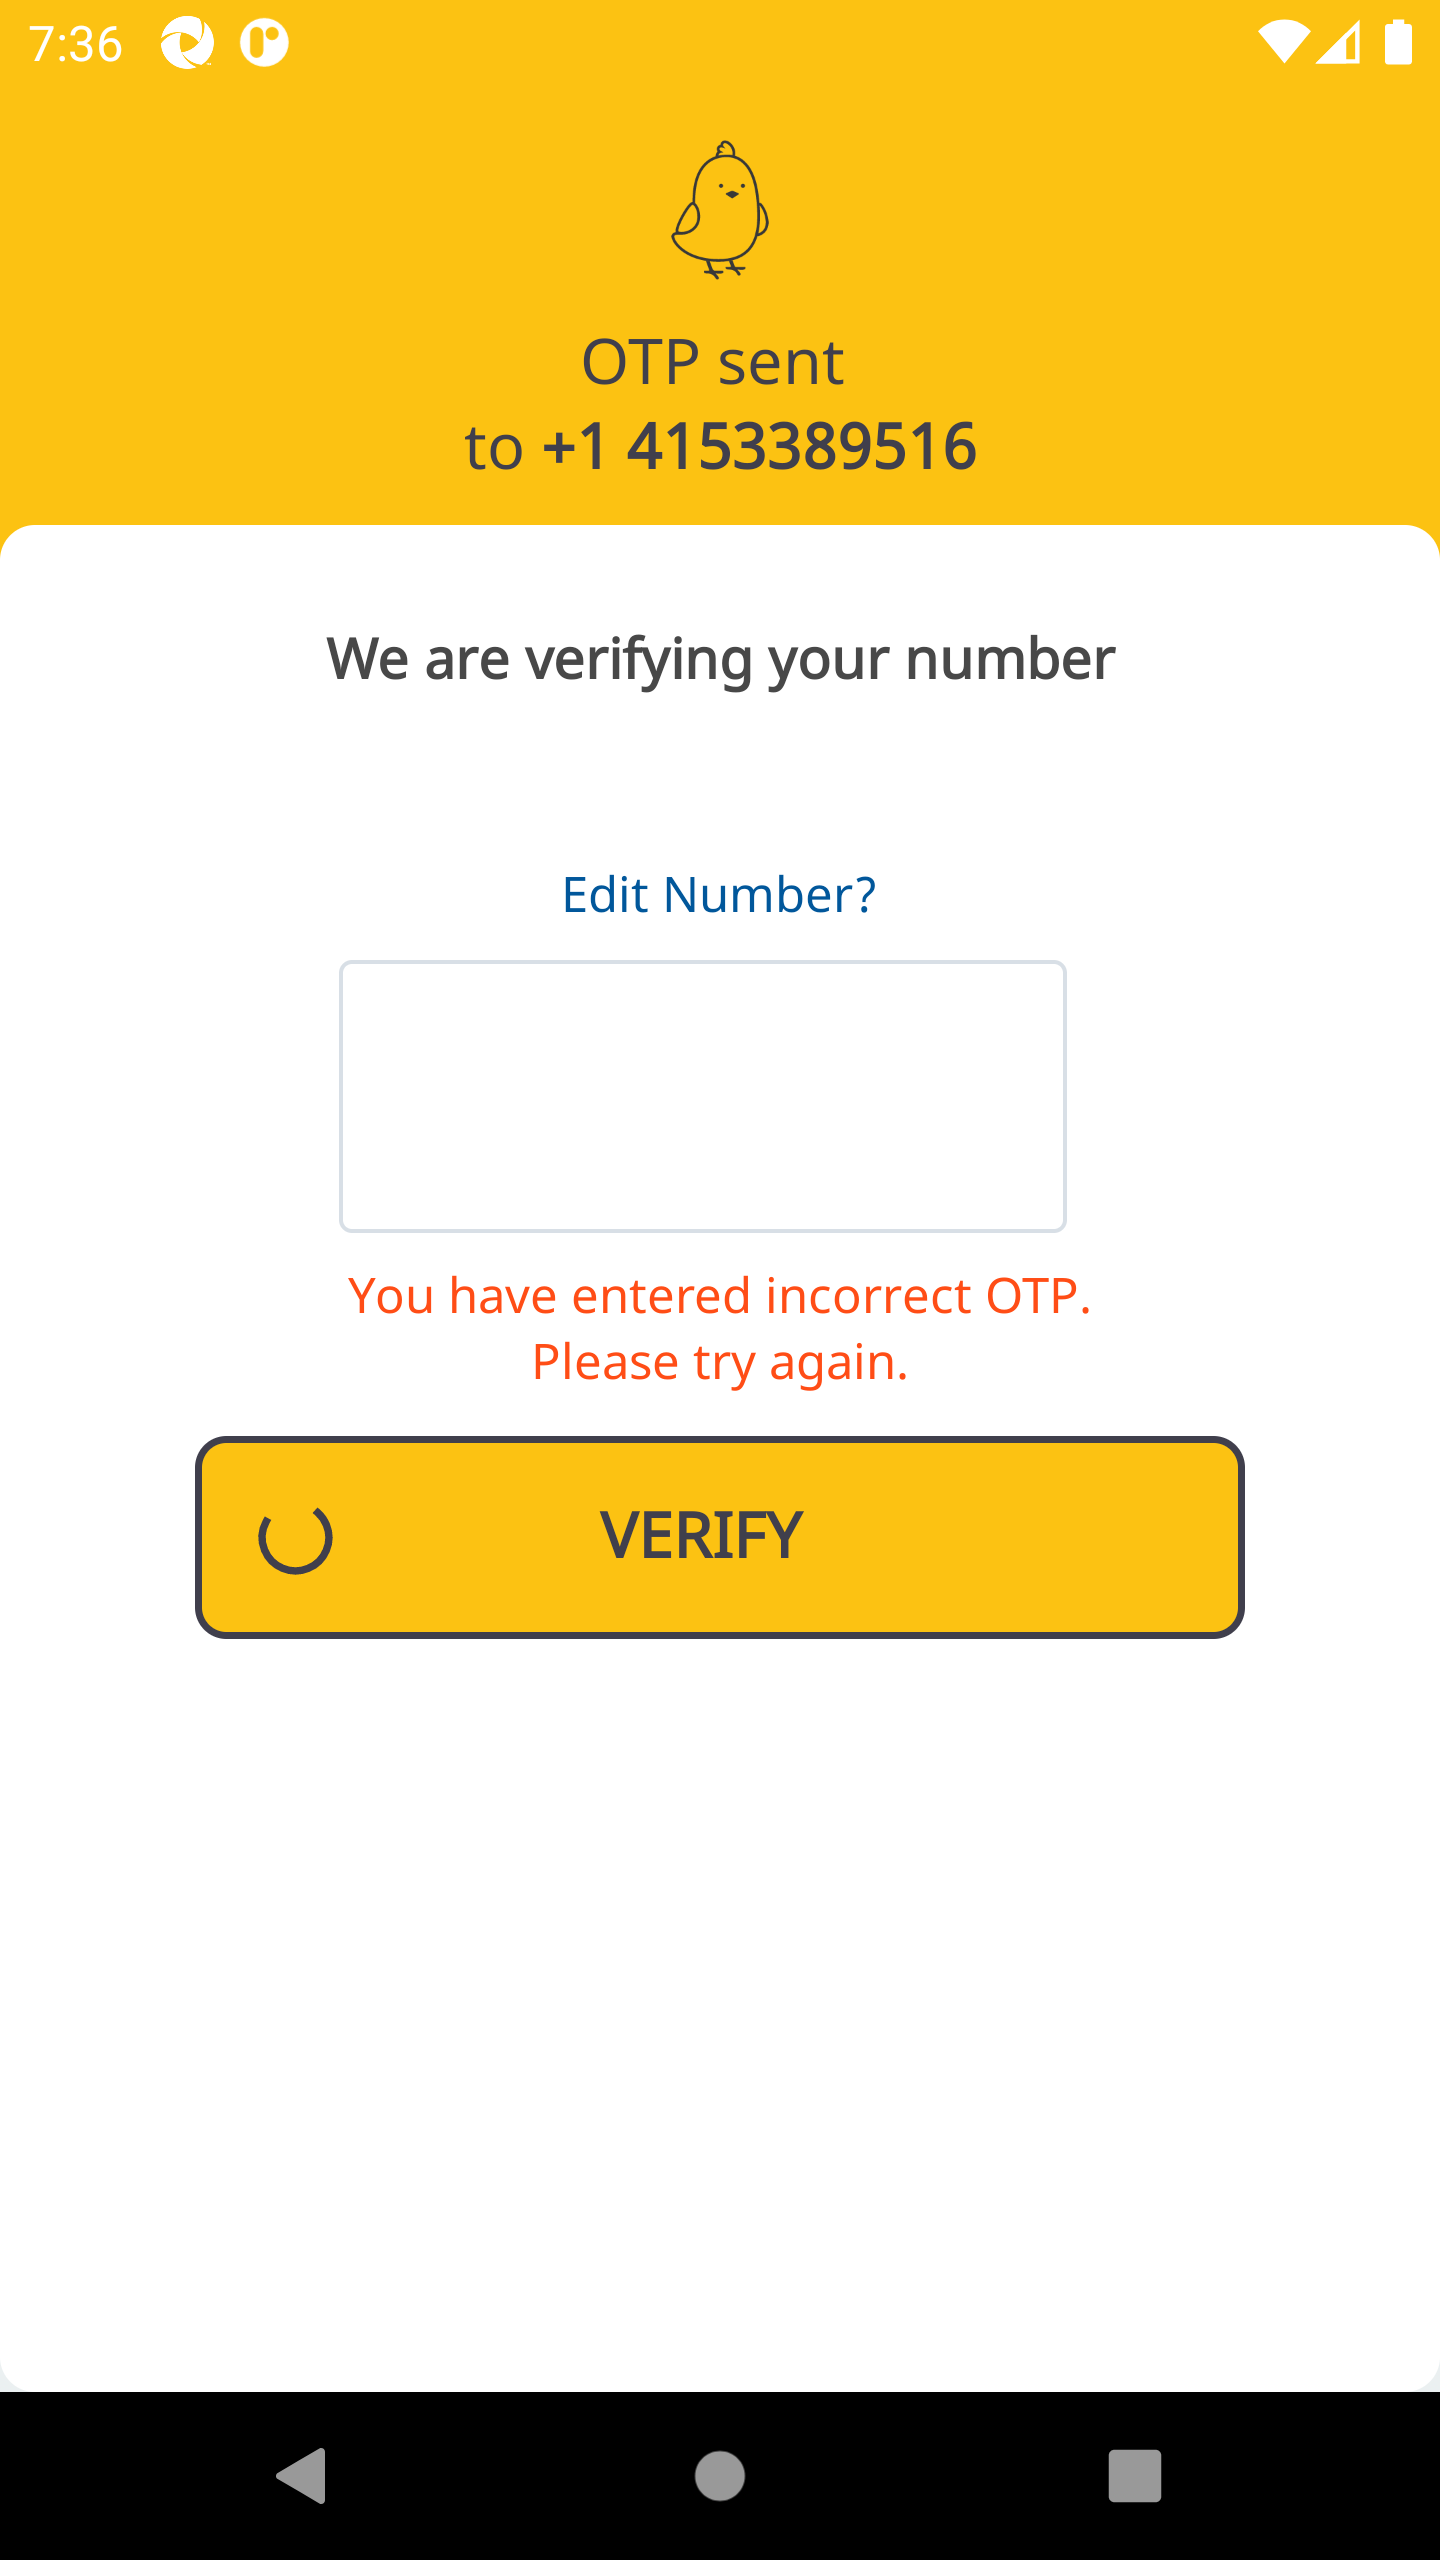 7:36
OTP sent
to +1 4153389516
We are verifying your number
Edit Number?
You have entered incorrect OTP.
Please try again.
VERIFY